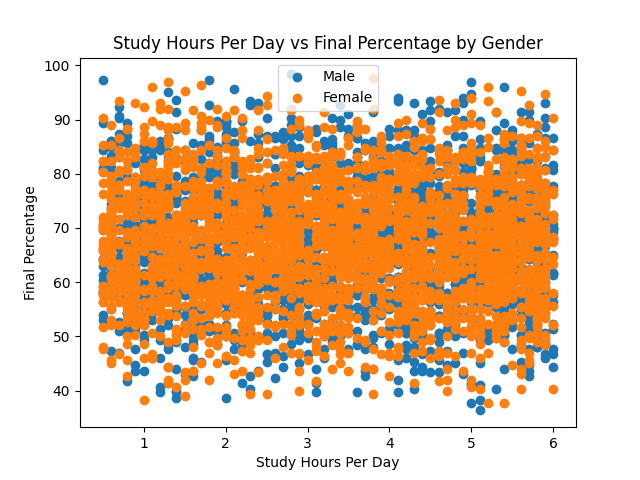 Study Hours Per Day vs Final Percentage by Gender
Male
Female
Final Percentage
100
90
80
70
60
50
40
1 2 3 4 5 6
Study Hours Per Day